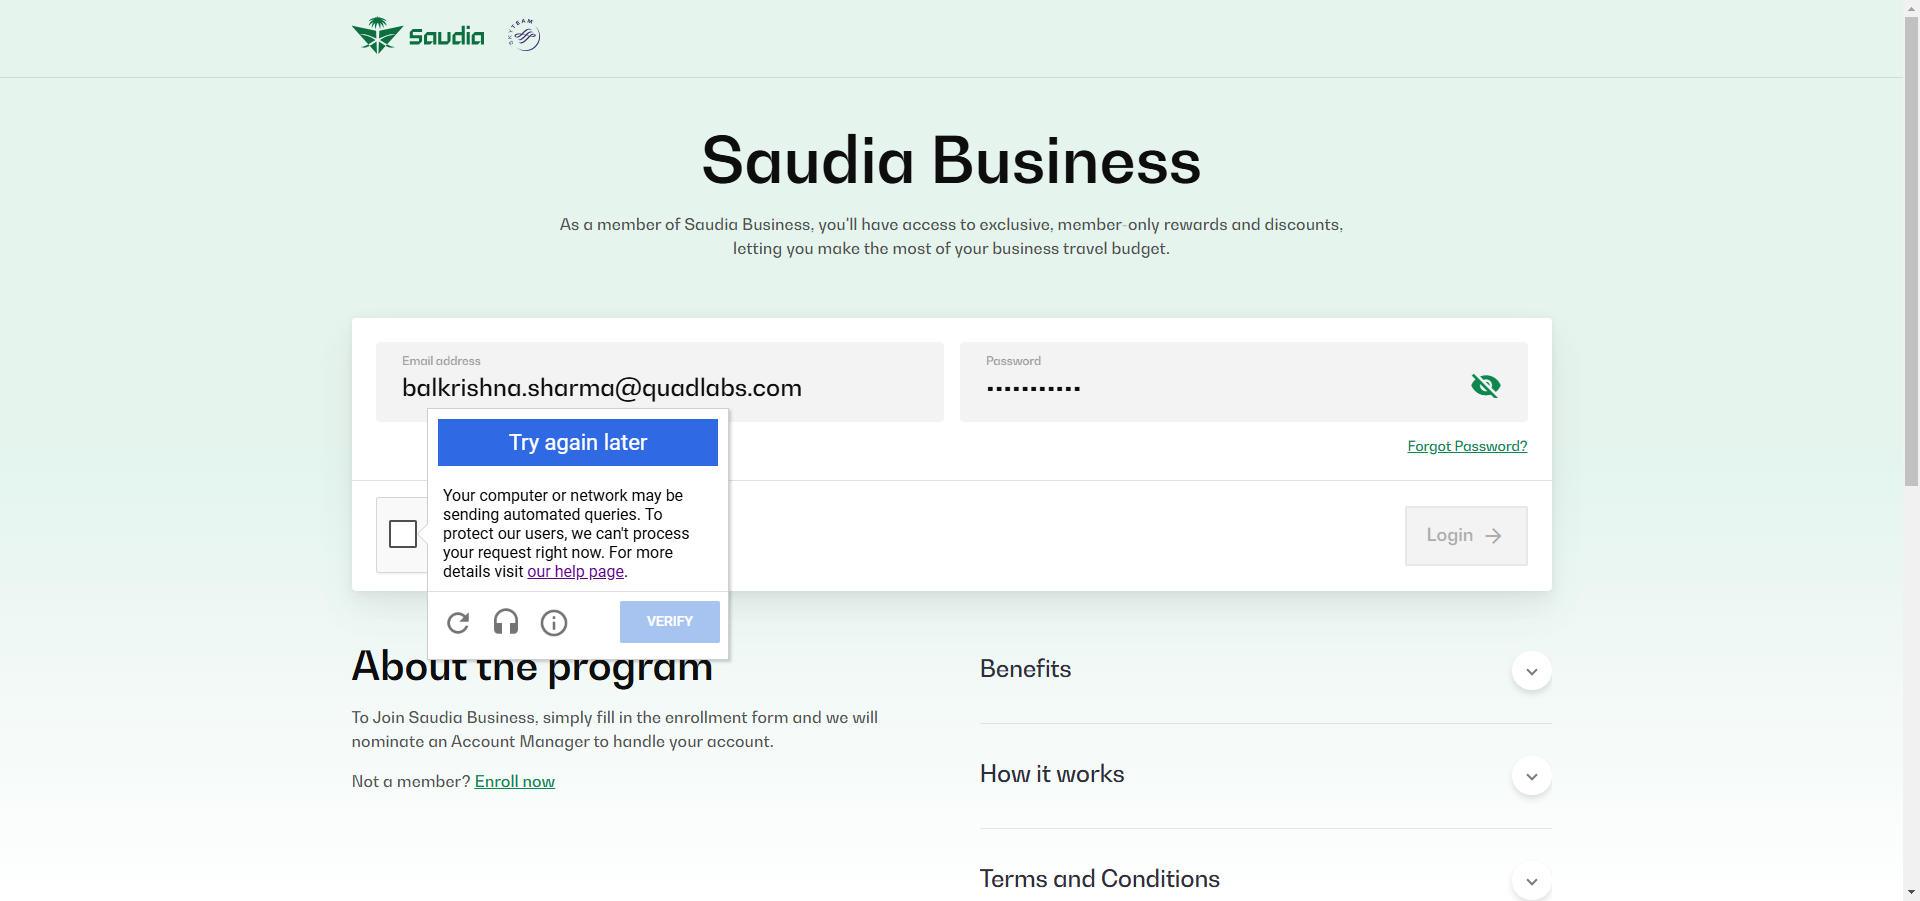 Saudia
SKYTEAM
Saudia Business
As a member of Saudia Business, you'll have access to exclusive, member-only rewards and discounts,
letting you make the most of your business travel budget.
Email address
balkrishna.sharma@quadlabs.com
Password
Forgot Password?
Try again later
Your computer or network may be
sending automated queries. To
protect our users, we can't process
your request right now. For more
details visit our help page.
VERIFY
Login
About the program
To Join Saudia Business, simply fill in the enrollment form and we will
nominate an Account Manager to handle your account.
Not a member? Enroll now
Benefits
How it works
Terms and Conditions